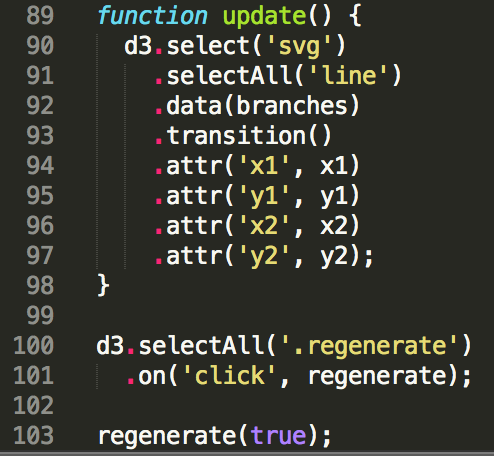 89 function update() {
90 d3.select('svg')
91 .selectAll('line')
92 .data(branches)
93 .transition()
94 .attr('x1', x1)
95 .attr('y1', y1)
96 .attr('x2', x2)
97 .attr('y2', y2);
98 }
99
100 d3.selectAll('.regenerate')
101 .on('click', regenerate);
102
103 regenerate(true);